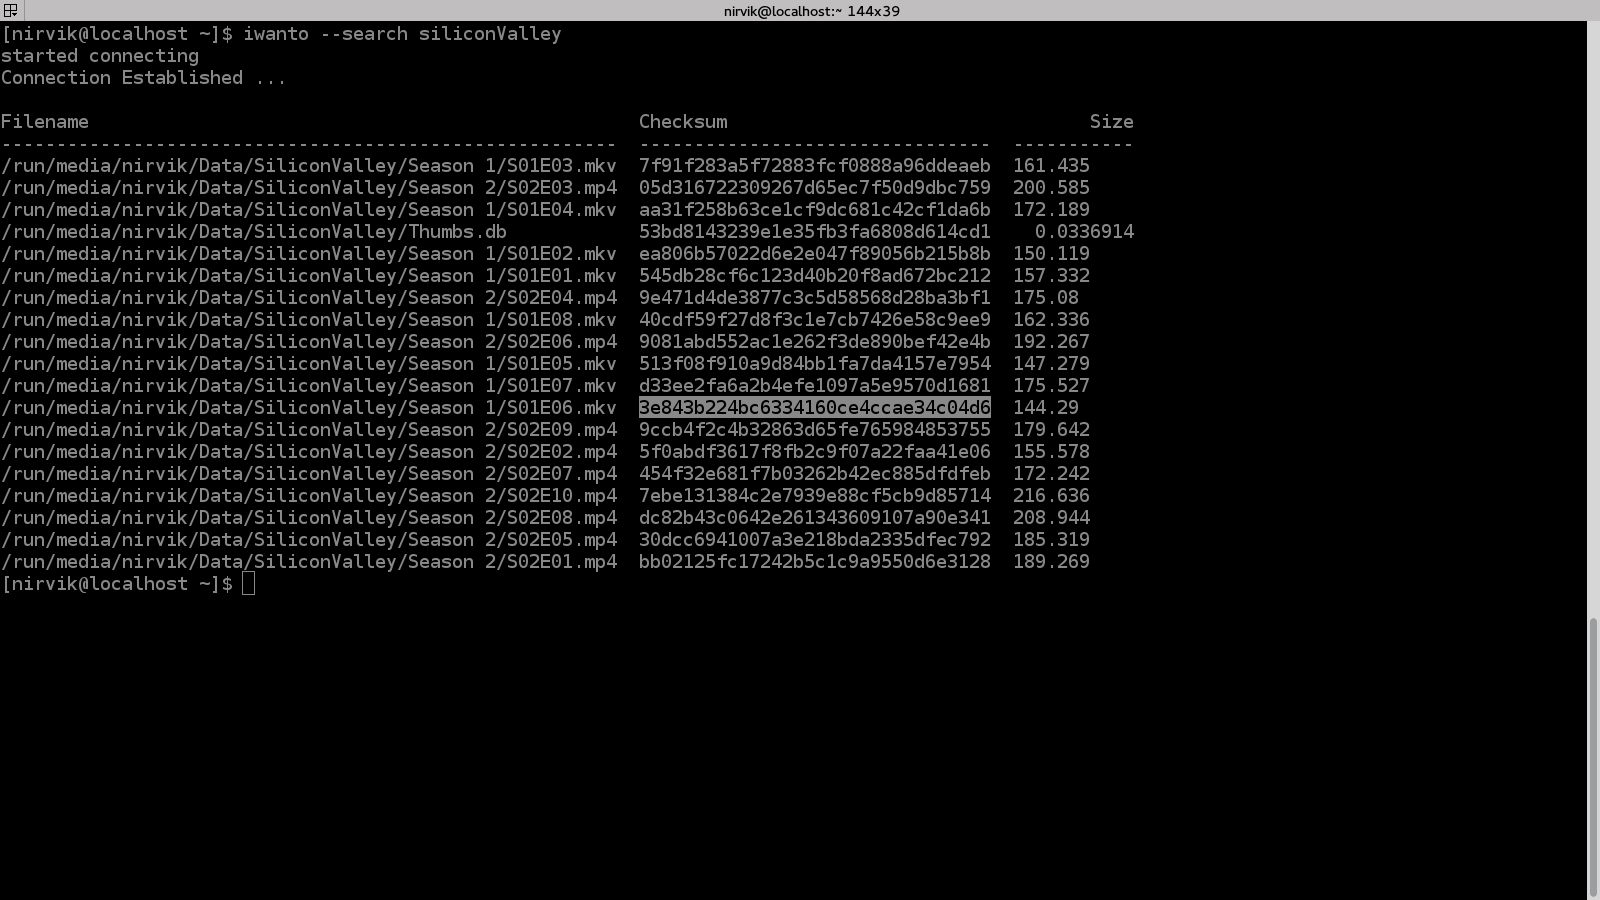 nirvik@localhost:~ 144x39
[nirvik@localhost ~]$ iwanto --search siliconValley
started connecting
Connection Established ...
Filename Checksum Size
--------------------------------------------------------  --------------------------------  -----------
/run/media/nirvik/Data/SiliconValley/Season 1/S01E03.mkv 7f91f283a5f72883fcf0888a96ddeaeb 161.435
/run/media/nirvik/Data/SiliconValley/Season 2/S02E03.mp4 05d316722309267d65ec7f50d9dbc759 200.585
/run/media/nirvik/Data/SiliconValley/Season 1/S01E04.mkv aa31f258b63ce1cf9dc681c42cf1da6b 172.189
/run/media/nirvik/Data/SiliconValley/Thumbs.db 53bd8143239e1e35fb3fa6808d614cd1 0.0336914
/run/media/nirvik/Data/SiliconValley/Season 1/S01E02.mkv ea806b57022d6e2e047f89056b215b8b 150.119
/run/media/nirvik/Data/SiliconValley/Season 1/S01E01.mkv 545db28cf6c123d40b20f8ad672bc212 157.332
/run/media/nirvik/Data/SiliconValley/Season 2/S02E04.mp4 9e471d4de3877c3c5d58568d28ba3bf1 175.08
/run/media/nirvik/Data/SiliconValley/Season 1/S01E08.mkv 40cdf59f27d8f3c1e7cb7426e58c9ee9 162.336
/run/media/nirvik/Data/SiliconValley/Season 2/S02E06.mp4 9081abd552ac1e262f3de890bef42e4b 192.267
/run/media/nirvik/Data/SiliconValley/Season 1/S01E05.mkv 513f08f910a9d84bb1fa7da4157e7954 147.279
/run/media/nirvik/Data/SiliconValley/Season 1/S01E07.mkv d33ee2fa6a2b4efe1097a5e9570d1681 175.527
/run/media/nirvik/Data/SiliconValley/Season 1/S01E06.mkv 3e843b224bc6334160ce4ccae34c04d6 144.29
/run/media/nirvik/Data/SiliconValley/Season 2/S02E09.mp4 9ccb4f2c4b32863d65fe765984853755 179.642
/run/media/nirvik/Data/SiliconValley/Season 2/S02E02.mp4 5f0abdf3617f8fb2c9f07a22faa41e06 155.578
/run/media/nirvik/Data/SiliconValley/Season 2/S02E07.mp4 454f32e681f7b03262b42ec885dfdfeb 172.242
/run/media/nirvik/Data/SiliconValley/Season 2/S02E10.mp4 7ebe131384c2e7939e88cf5cb9d85714 216.636
/run/media/nirvik/Data/SiliconValley/Season 2/S02E08.mp4 dc82b43c0642e261343609107a90e341 208.944
/run/media/nirvik/Data/SiliconValley/Season 2/S02E05.mp4 30dcc6941007a3e218bda2335dfec792 185.319
/run/media/nirvik/Data/SiliconValley/Season 2/S02E01.mp4 bb02125fc17242b5c1c9a9550d6e3128 189.269
[nirvik@localhost ~]$